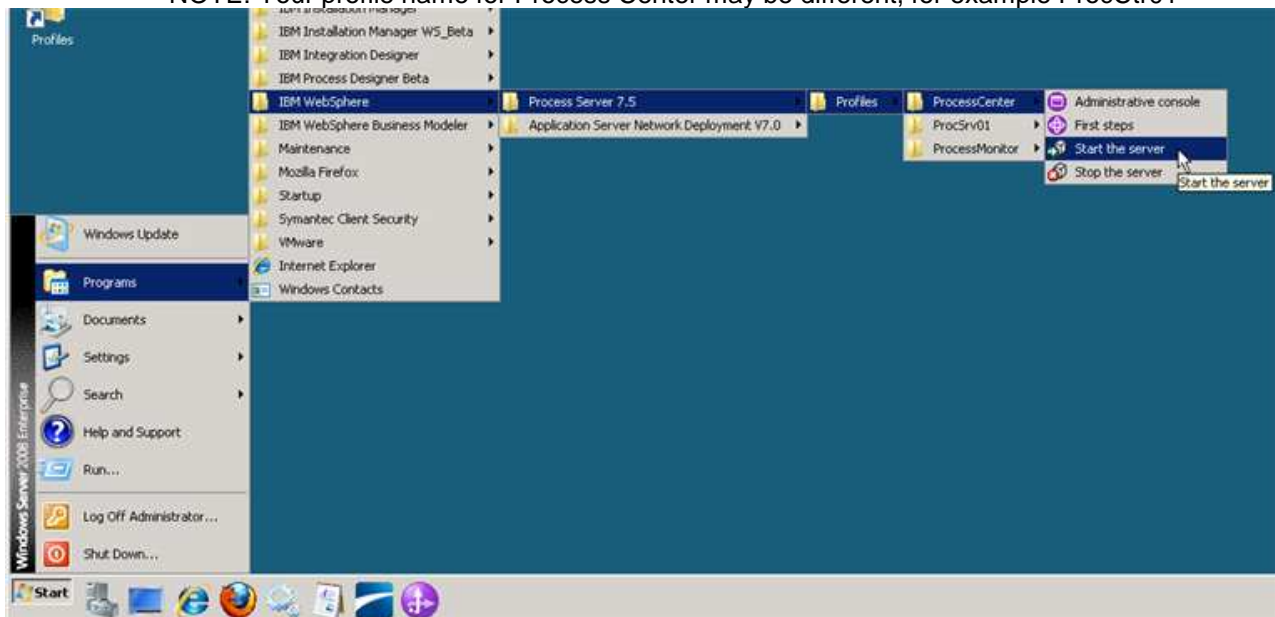 NOTE: Your profile name for Process Center may be different, for example ProcCtr01
Profiles
IBM Installation Manager
IBM Installation Manager WS_Beta
IBM Integration Designer
IBM Process Designer Beta
IBM WebSphere
IBM WebSphere Business Modeler
Maintenance
Mozilla Firefox
Startup
Symantec Client Security
VMware
Internet Explorer
Windows Contacts
Process Server 7.5
Application Server Network Deployment V7.0
Profiles
ProcessCenter
ProcSrv01
ProcessMonitor
Administrative console
First steps
Start the server
Stop the server
Start the server
Windows Update
Programs
Documents
Settings
Search
Help and Support
Run...
Log Off Administrator...
Shut Down...
Windows Server 2008 Enterprise
Start